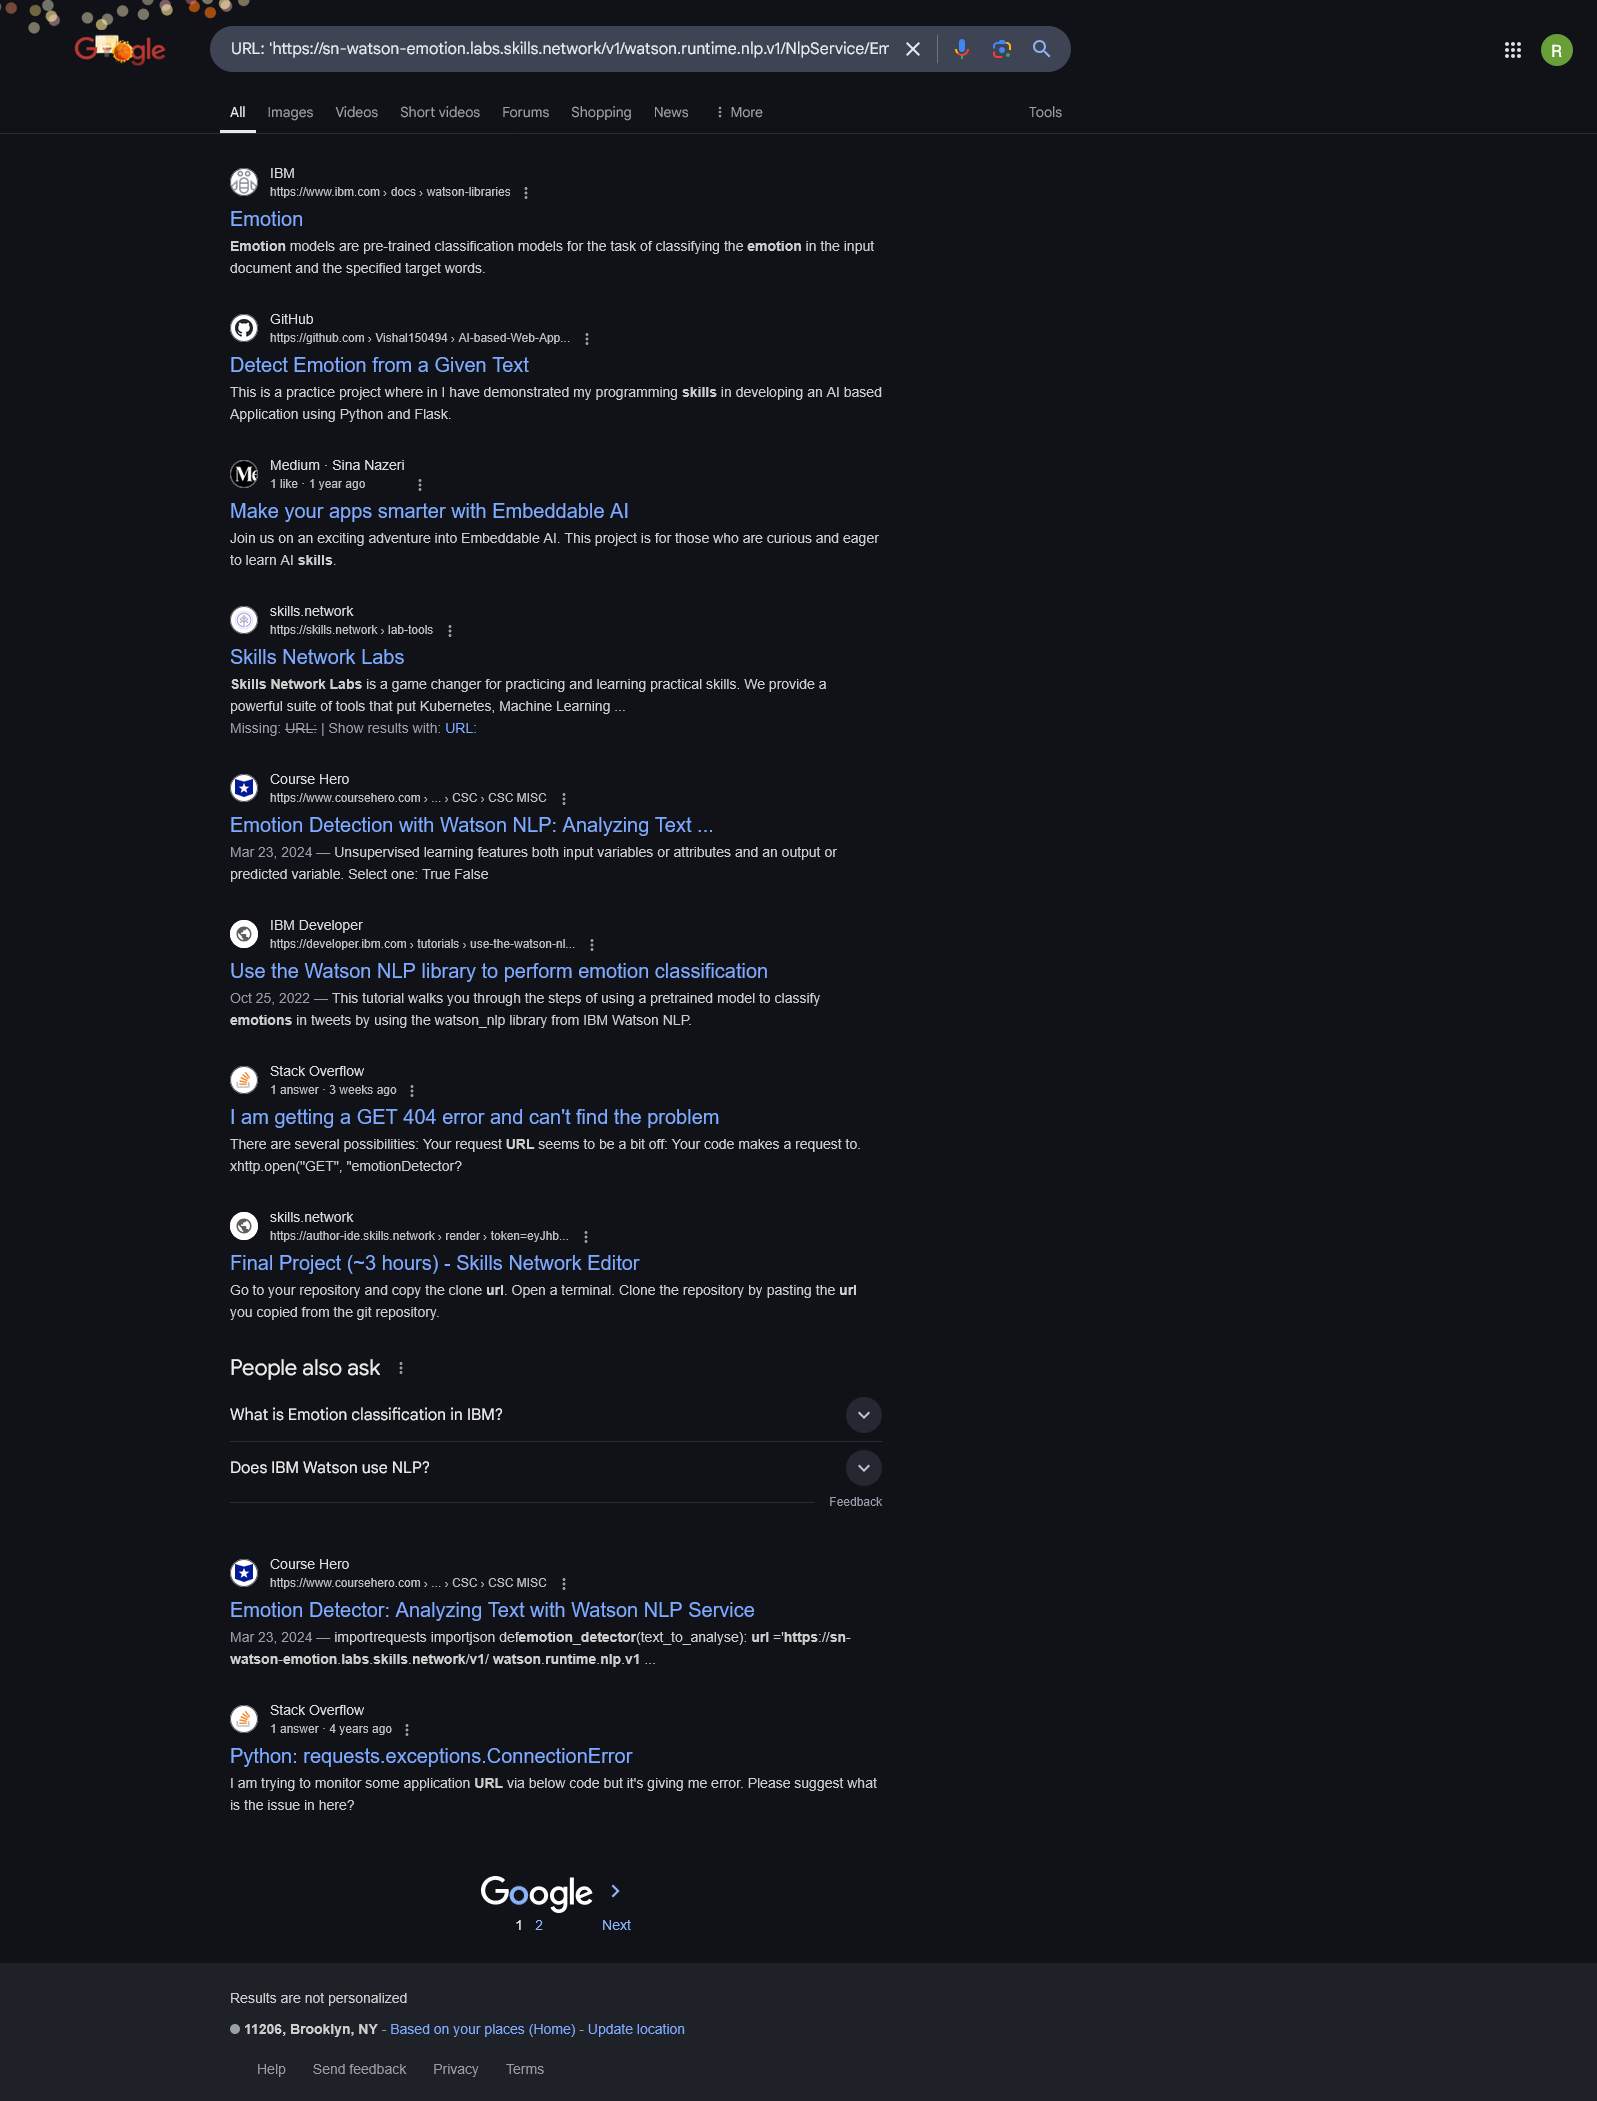 Google
URL: 'https://sn-watson-emotion.labs.skills.network/v1/watson.runtime.nlp.v1/NlpService/Em
R
All Images Videos Short videos Forums Shopping News More Tools
IBM
https://www.ibm.com › docs › watson-libraries
Emotion
Emotion models are pre-trained classification models for the task of classifying the emotion in the input
document and the specified target words.
GitHub
https://github.com › Vishal150494 › AI-based-Web-App...
Detect Emotion from a Given Text
This is a practice project where in I have demonstrated my programming skills in developing an AI based
Application using Python and Flask.
Me
Medium · Sina Nazeri
1 like · 1 year ago
Make your apps smarter with Embeddable AI
Join us on an exciting adventure into Embeddable AI. This project is for those who are curious and eager
to learn AI skills.
skills.network
https://skills.network › lab-tools
Skills Network Labs
Skills Network Labs is a game changer for practicing and learning practical skills. We provide a
powerful suite of tools that put Kubernetes, Machine Learning ...
Missing: URL: | Show results with: URL:
Course Hero
https://www.coursehero.com › ... › CSC › CSC MISC
Emotion Detection with Watson NLP: Analyzing Text ...
Mar 23, 2024 — Unsupervised learning features both input variables or attributes and an output or
predicted variable. Select one: True False
IBM Developer
https://developer.ibm.com › tutorials › use-the-watson-nl...
Use the Watson NLP library to perform emotion classification
Oct 25, 2022 — This tutorial walks you through the steps of using a pretrained model to classify
emotions in tweets by using the watson_nlp library from IBM Watson NLP.
Stack Overflow
1 answer · 3 weeks ago
I am getting a GET 404 error and can't find the problem
There are several possibilities: Your request URL seems to be a bit off: Your code makes a request to.
xhttp.open("GET", "emotionDetector?
skills.network
https://author-ide.skills.network › render › token=eyJhb...
Final Project (~3 hours) - Skills Network Editor
Go to your repository and copy the clone url. Open a terminal. Clone the repository by pasting the url
you copied from the git repository.
People also ask
What is Emotion classification in IBM?
Does IBM Watson use NLP?
Feedback
Course Hero
https://www.coursehero.com › ... › CSC › CSC MISC
Emotion Detector: Analyzing Text with Watson NLP Service
Mar 23, 2024 — importrequests importjson defemotion_detector(text_to_analyse): url ='https://sn-
watson-emotion.labs.skills.network/v1/ watson.runtime.nlp.v1 ...
Stack Overflow
1 answer · 4 years ago
Python: requests.exceptions.ConnectionError
I am trying to monitor some application URL via below code but it's giving me error. Please suggest what
is the issue in here?
Google
1 2 Next
Results are not personalized
11206, Brooklyn, NY - Based on your places (Home) - Update location
Help Send feedback Privacy Terms